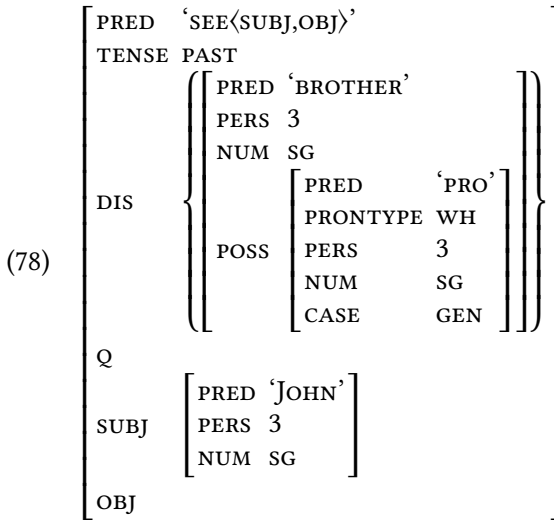 PRED ‘SEE⟨SUBJ,OBJ⟩’
TENSE PAST
PRED ‘BROTHER’
PERS 3
NUM SG
PRED ‘PRO’
DIS
PRONTYPE WH
(78)
POSS PERS 3
NUM SG
CASE GEN
Q
PRED ‘JOHN’
SUBJ PERS 3
NUM SG
OBJ